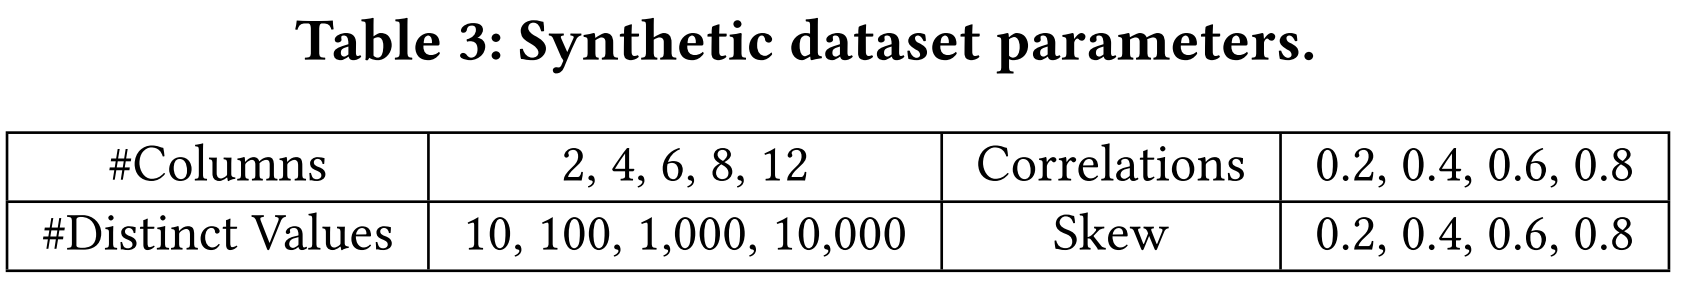 Table 3: Synthetic dataset parameters.
#Columns 2, 4, 6, 8, 12 Correlations 0.2, 0.4, 0.6, 0.8
#Distinct Values 10, 100, 1,000, 10,000 Skew 0.2, 0.4, 0.6, 0.8